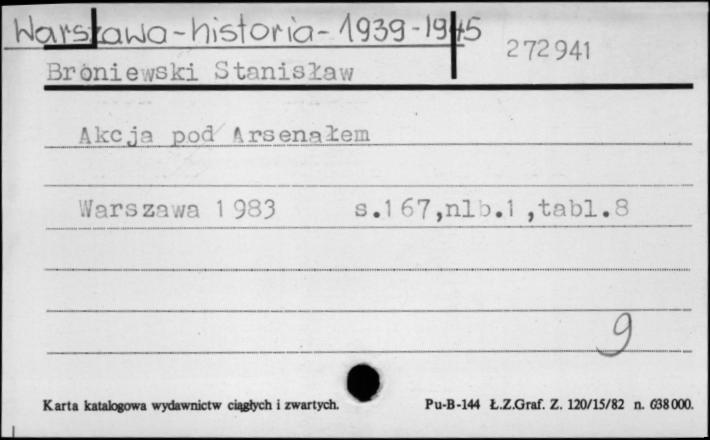 Warszawa-historia-1939-1945
272941
Broniewski Stanisław
Akcja pod Arsenałem
Warszawa 1983 s.167,nlb.1,tabl.8
9
Karta katalogowa wydawnictw ciągłych i zwartych. Pu-B-144 Ł.Z.Graf. Z. 120/15/82 n. 638000.